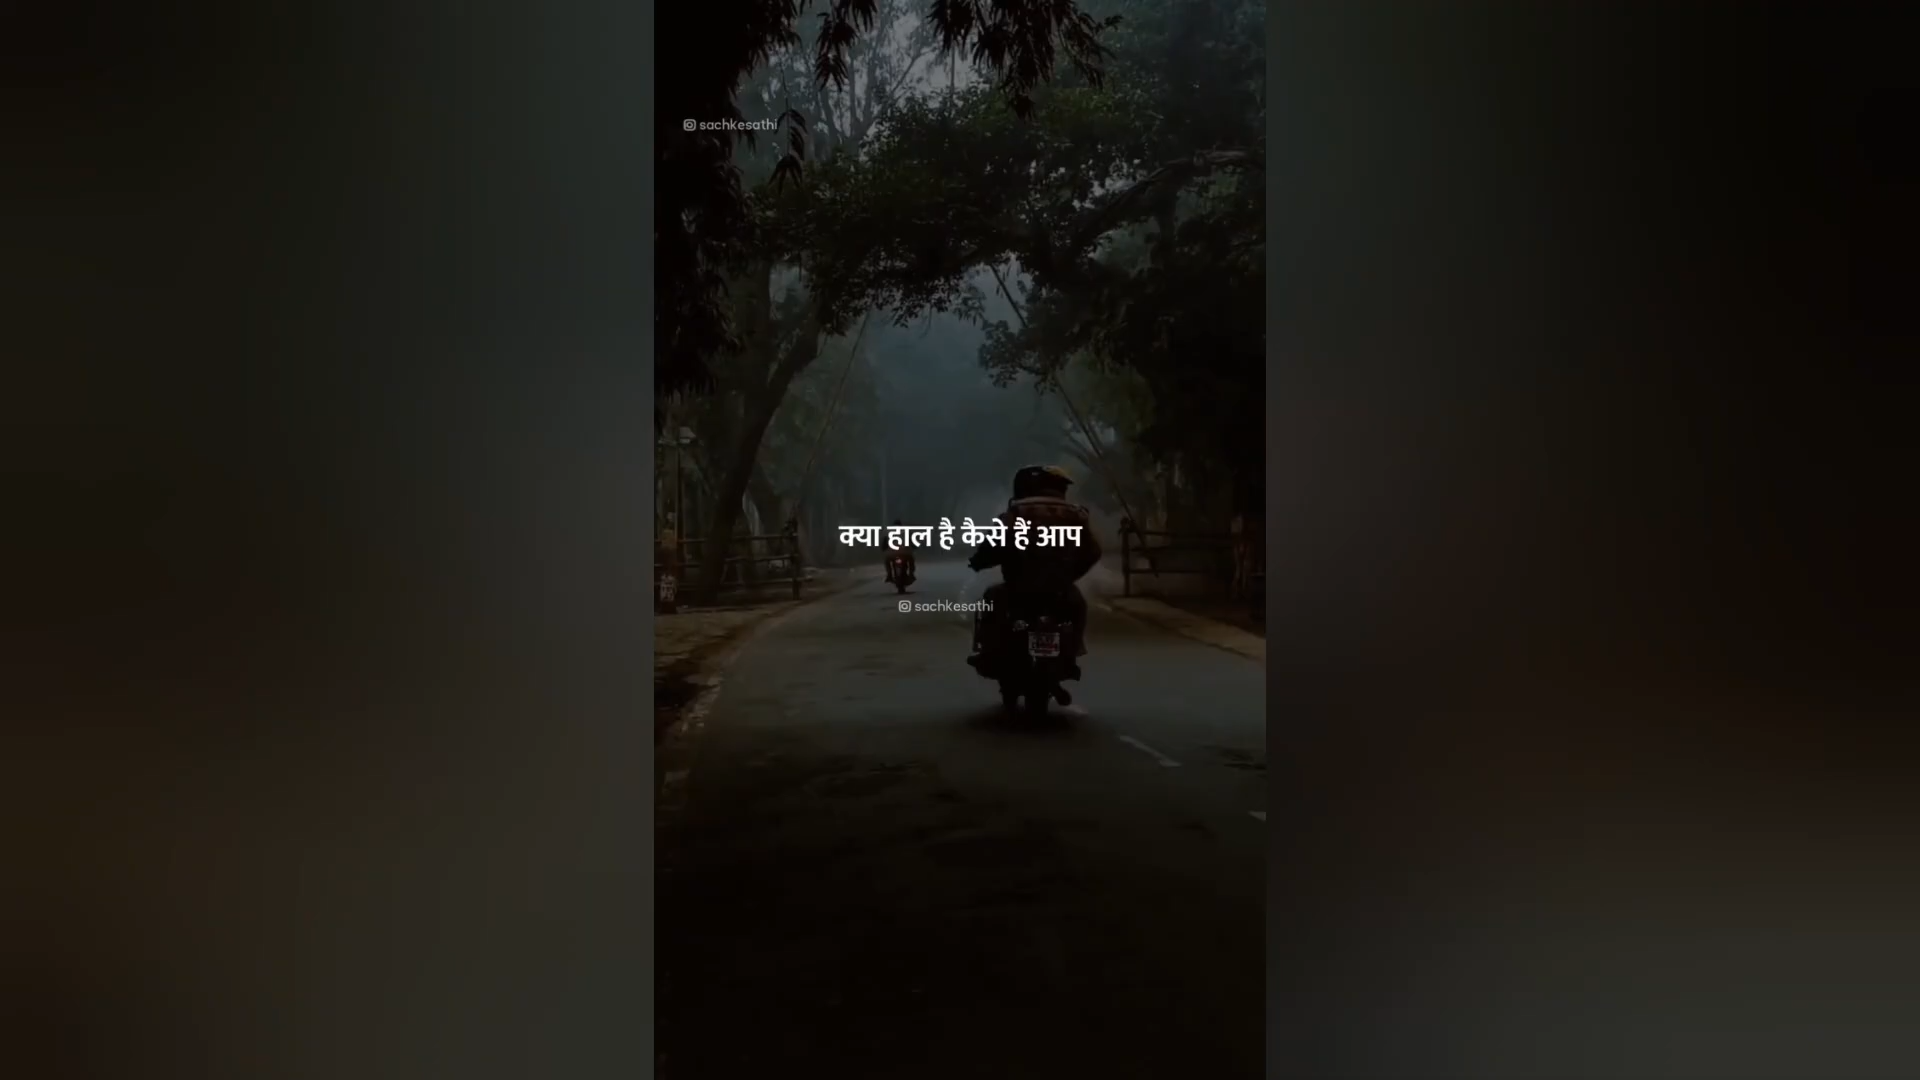 sachkesathi
क्या हाल है कैसे हैं आप
sachkesathi